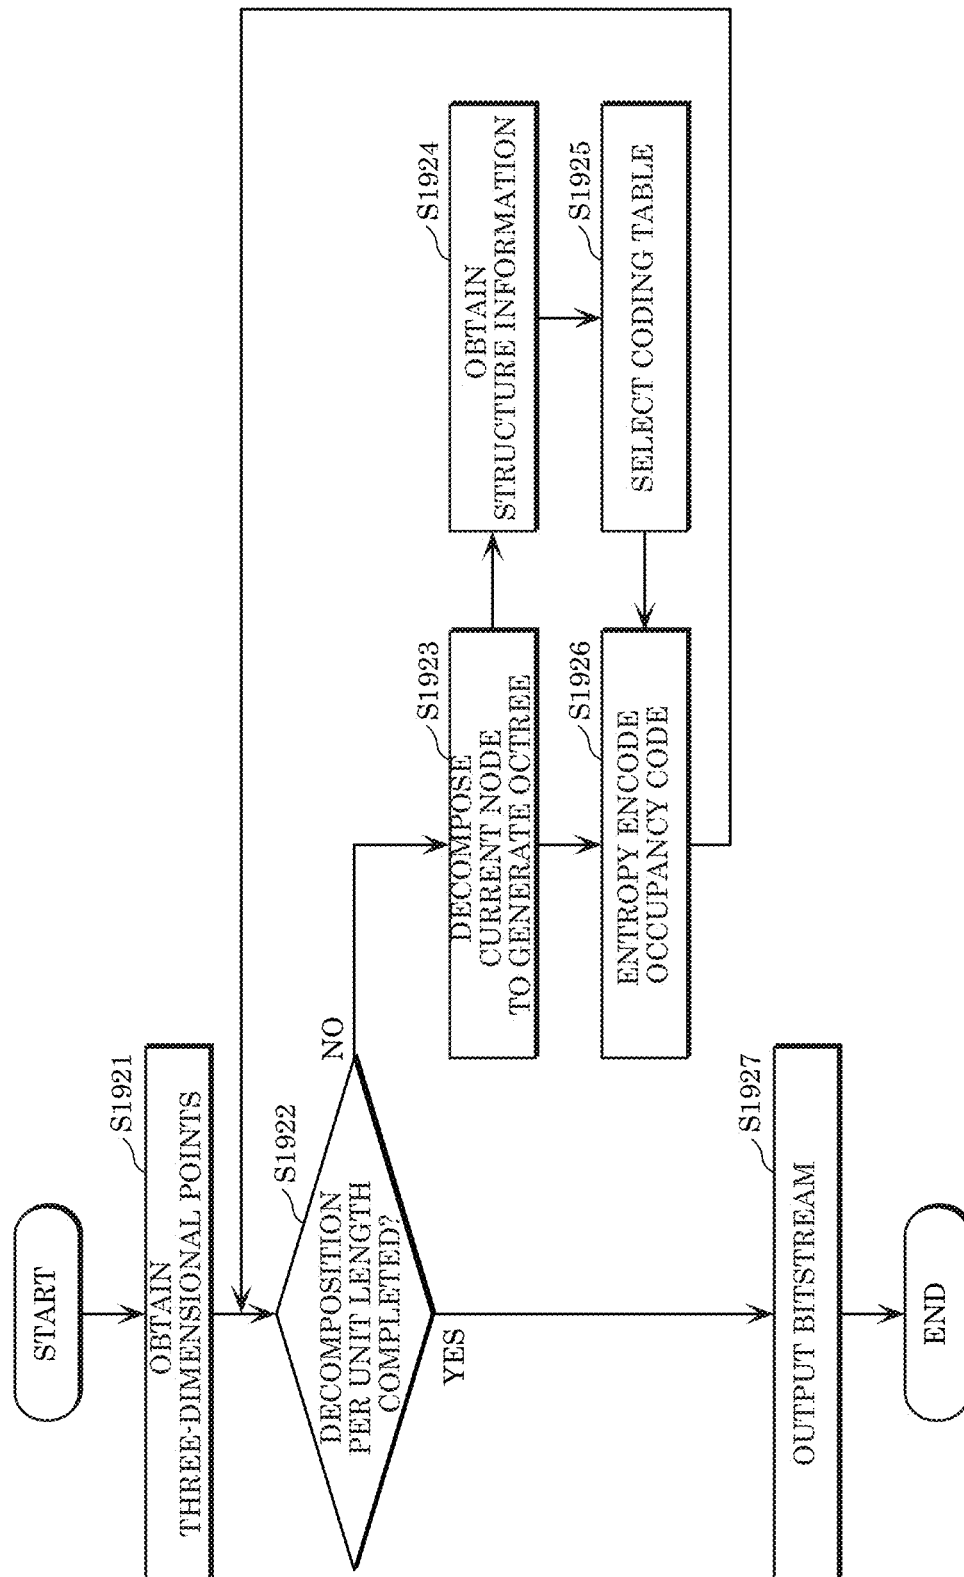 START
S1921
OBTAIN
THREE-DIMENSIONAL POINTS
S1922
DECOMPOSITION
PER UNIT LENGTH
COMPLETED?
NO
YES
S1923
DECOMPOSE
CURRENT NODE
TO GENERATE OCTREE
S1924
OBTAIN
STRUCTURE INFORMATION
S1925
SELECT CODING TABLE
S1926
ENTROPY ENCODE
OCCUPANCY CODE
S1927
OUTPUT BITSTREAM
END